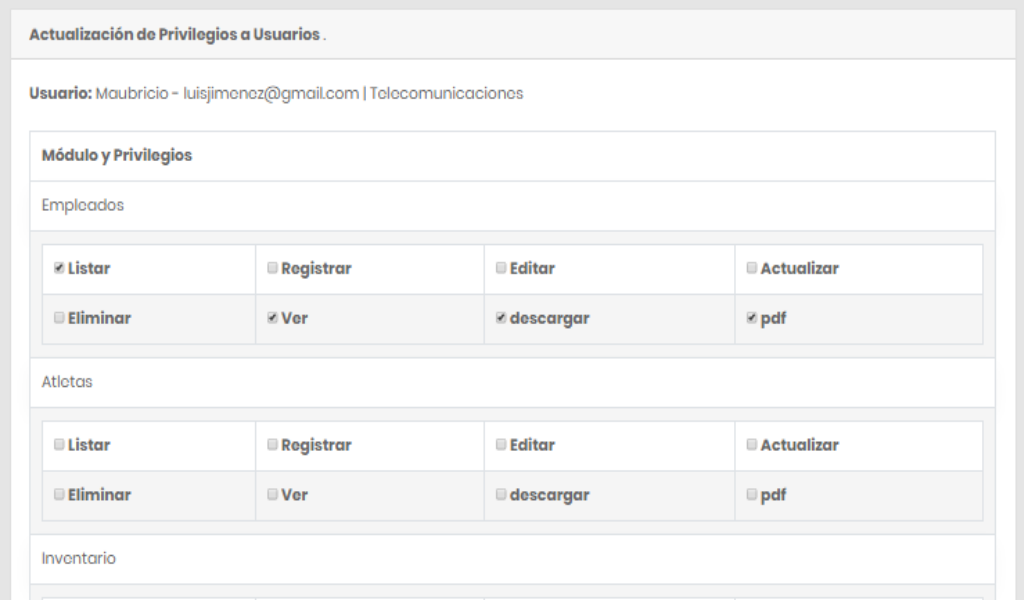 Actualización de Privilegios a Usuarios .
Usuario: Maubricio - luisjimenez@gmail.com | Telecomunicaciones
Módulo y Privilegios
Empleados
Listar Registrar Editar Actualizar
Eliminar Ver descargar pdf
Atletas
Listar Registrar Editar Actualizar
Eliminar Ver descargar pdf
Inventario